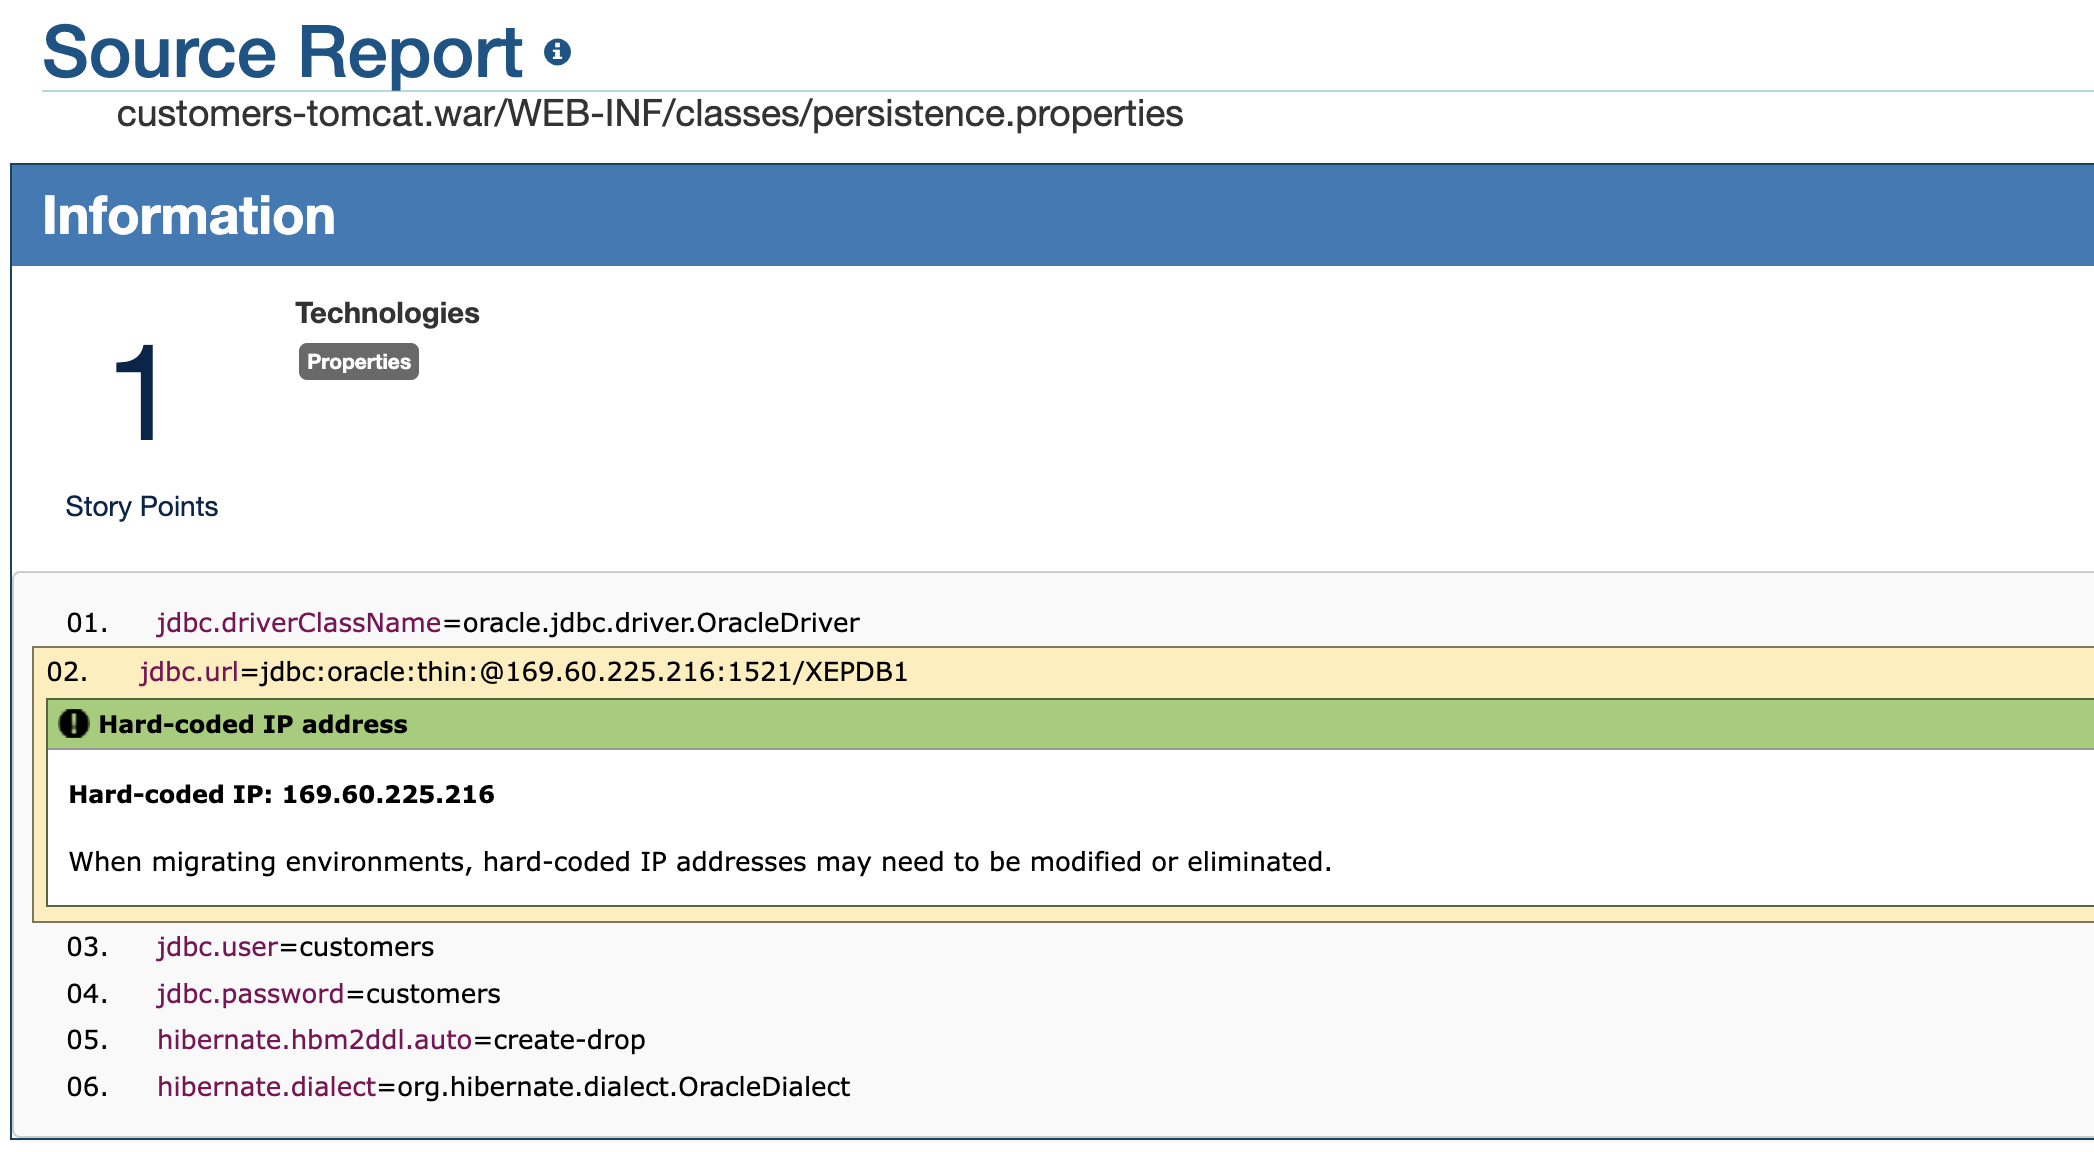 Source Report
customers-tomcat.war/WEB-INF/classes/persistence.properties
Information
1
Story Points
Technologies
Properties
01. jdbc.driverClassName=oracle.jdbc.driver.OracleDriver
02. jdbc.url=jdbc:oracle:thin:@169.60.225.216:1521/XEPDB1
Hard-coded IP address
Hard-coded IP: 169.60.225.216
When migrating environments, hard-coded IP addresses may need to be modified or eliminated.
03. jdbc.user=customers
04. jdbc.password=customers
05. hibernate.hbm2ddl.auto=create-drop
06. hibernate.dialect=org.hibernate.dialect.OracleDialect